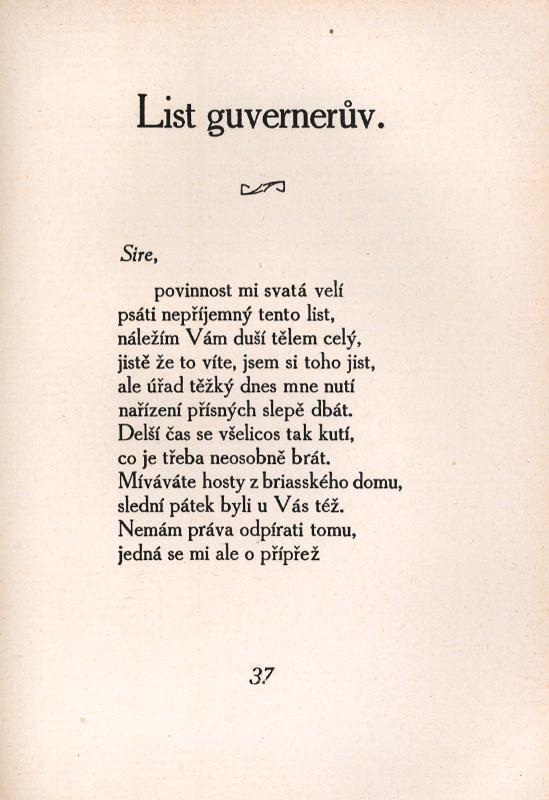 List guvernerův.
Sire,
povinnost mi svatá velí
psáti nepříjemný tento list,
náležím Vám duší tělem celý,
jistě že to víte, jsem si toho jist,
ale úřad těžký dnes mne nutí
nařízení přísných slepě dbát.
Delší čas se všelicos tak kutí,
co je třeba neosobně brát.
Míváváte hosty z briasského domu,
slední pátek byli u Vás též.
Nemám práva odpírati tomu,
jedná se mi ale o přípřež
37